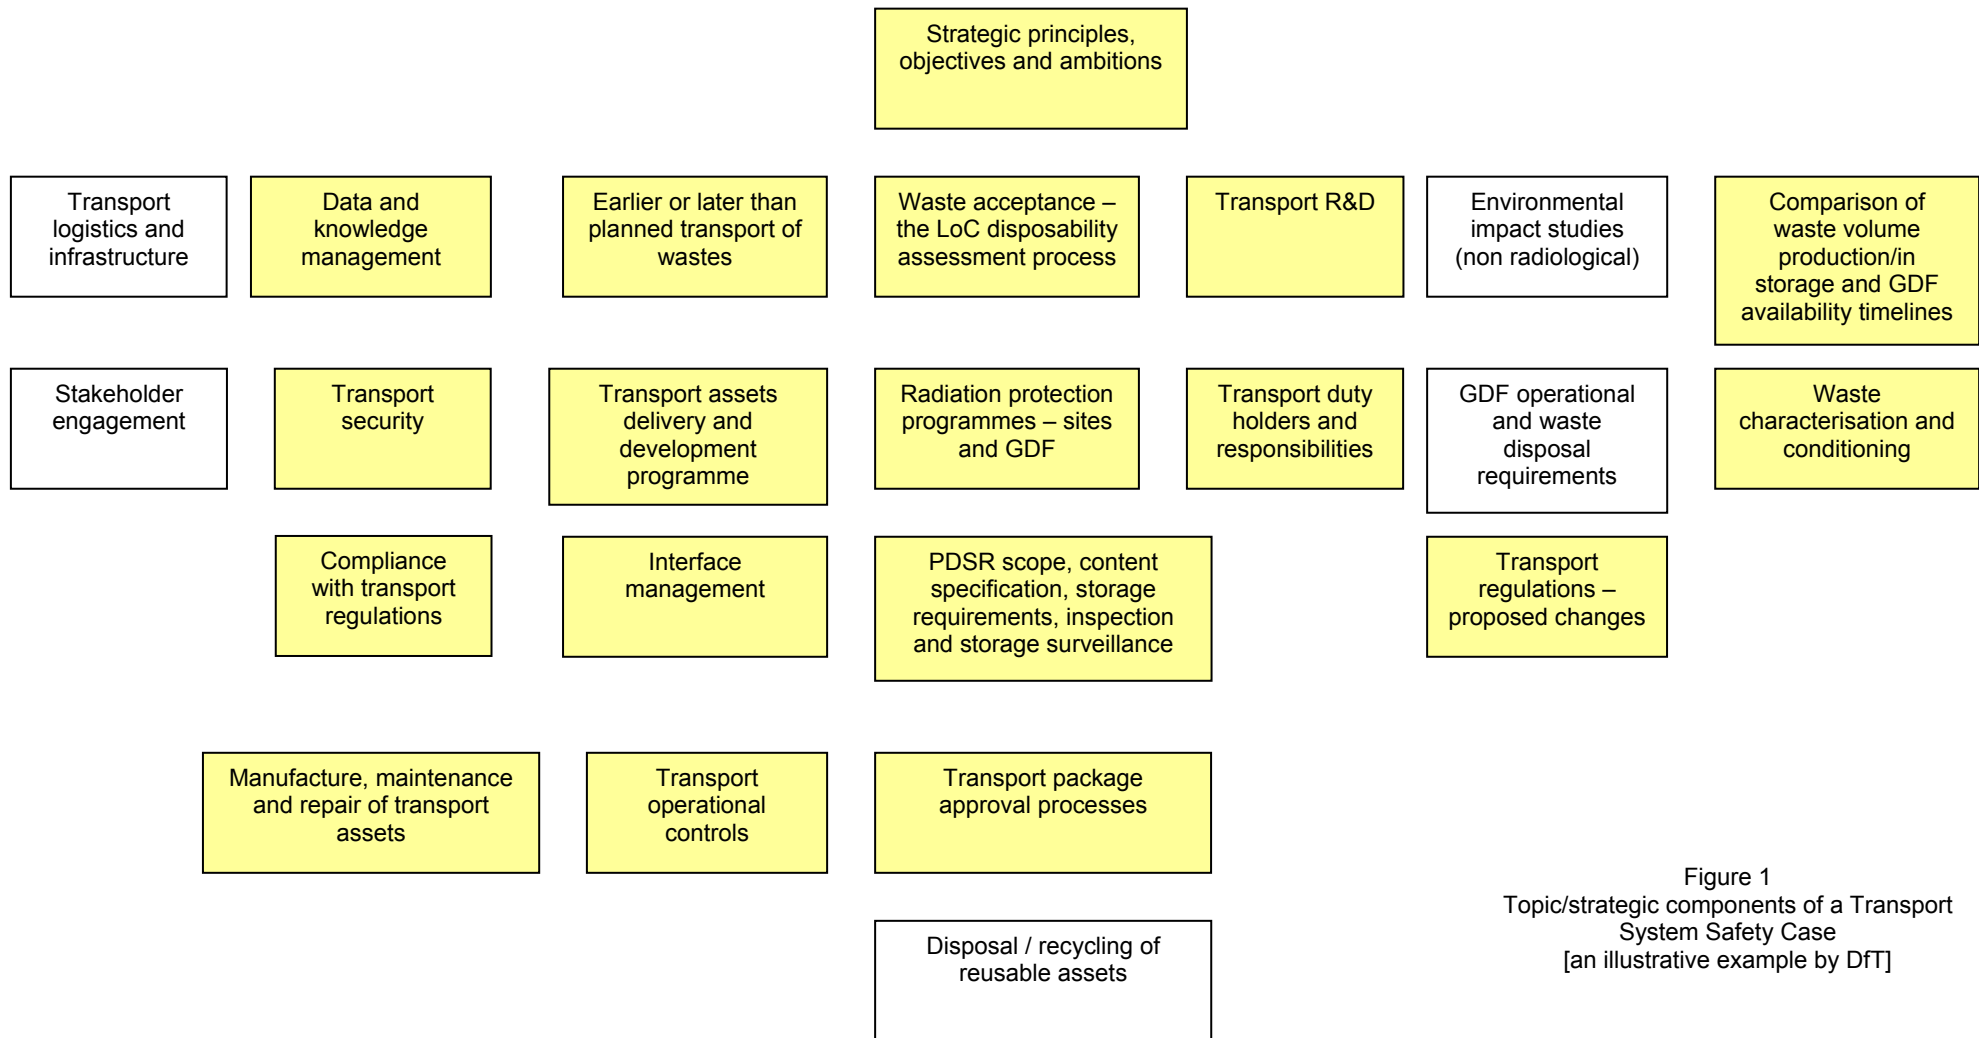 Strategic principles,
objectives and ambitions
Transport
logistics and
infrastructure
Data and
knowledge
management
Earlier or later than
planned transport of
wastes
Waste acceptance –
the LoC disposability
assessment process
Transport R&D
Environmental
impact studies
(non radiological)
Comparison of
waste volume
production/in
storage and GDF
availability timelines
Stakeholder
engagement
Transport
security
Transport assets
delivery and
development
programme
Radiation protection
programmes – sites
and GDF
Transport duty
holders and
responsibilities
GDF operational
and waste
disposal
requirements
Waste
characterisation and
conditioning
Compliance
with transport
regulations
Interface
management
PDSR scope, content
specification, storage
requirements, inspection
and storage surveillance
Transport
regulations –
proposed changes
Manufacture, maintenance
and repair of transport
assets
Transport
operational
controls
Transport package
approval processes
Disposal / recycling of
reusable assets
Figure 1
Topic/strategic components of a Transport
System Safety Case
[an illustrative example by DfT]